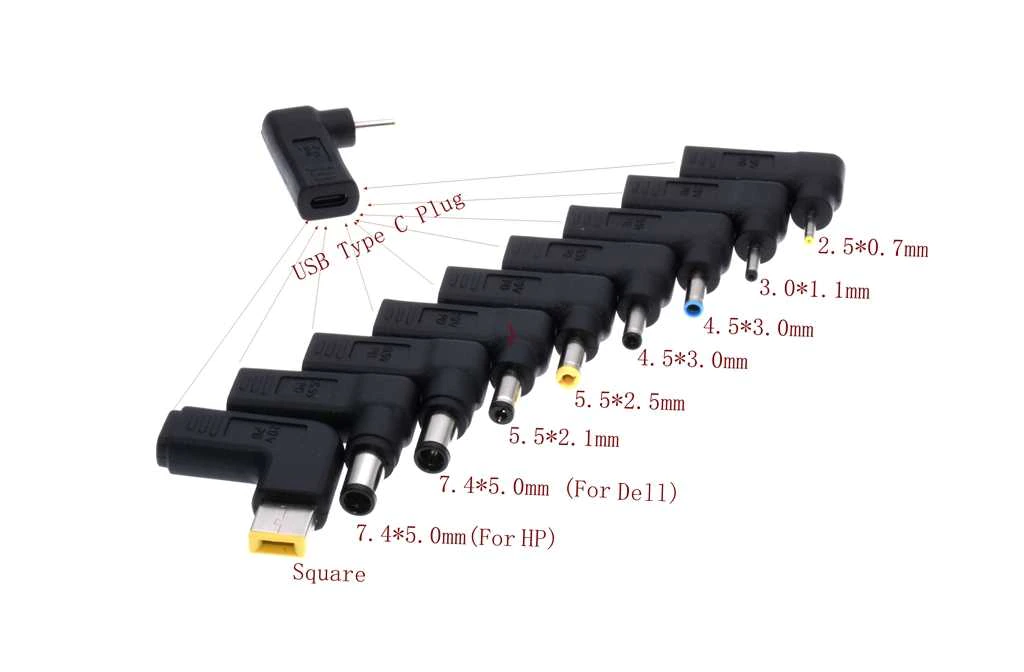 USB Type C Plug
2.5*0.7mm
3.0*1.1mm
4.5*3.0mm
4.5*3.0mm
5.5*2.5mm
5.5*2.1mm
7.4*5.0mm (For Dell)
7.4*5.0mm(For HP)
Square
20V
PD